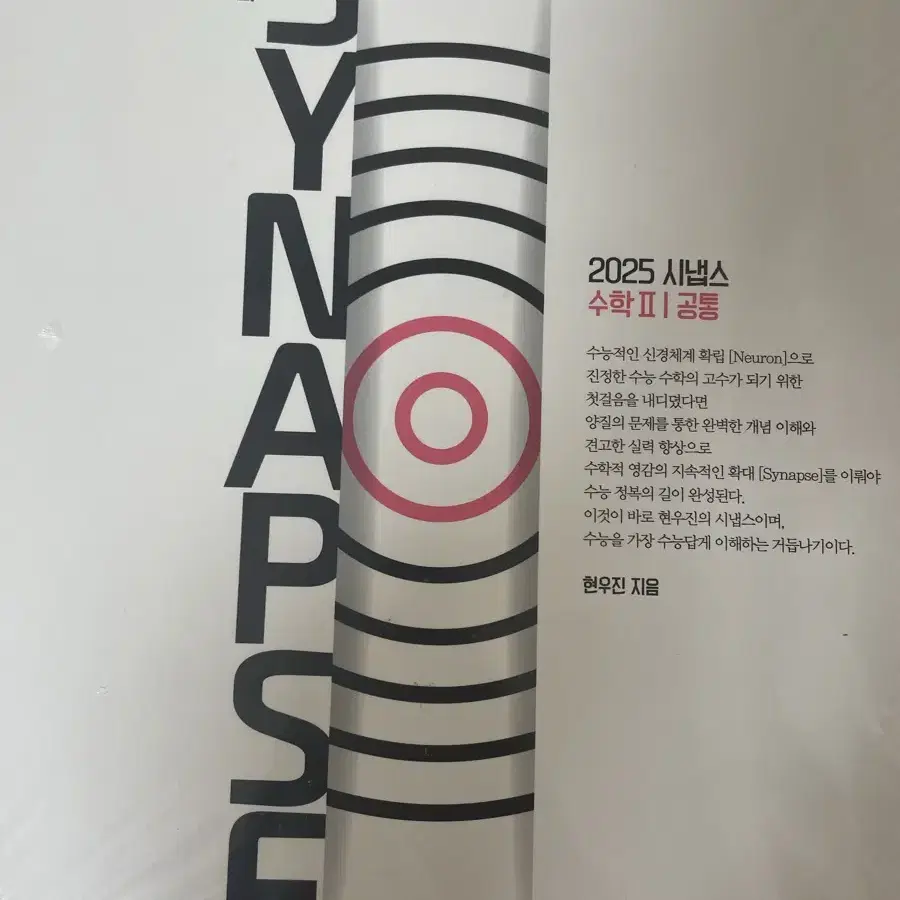 SYNAPSE
2025 시냅스
수학 II | 공통
수능적인 신경체계 확립 [Neuron]으로
진정한 수능 수학의 고수가 되기 위한
첫걸음을 내디뎠다면
양질의 문제를 통한 완벽한 개념 이해와
견고한 실력 향상으로
수학적 영감의 지속적인 확대 [Synapse]를 이뤄야
수능 정복의 길이 완성된다.
이것이 바로 현우진의 시냅스이며,
수능을 가장 수능답게 이해하는 거듭나기이다.
현우진 지음